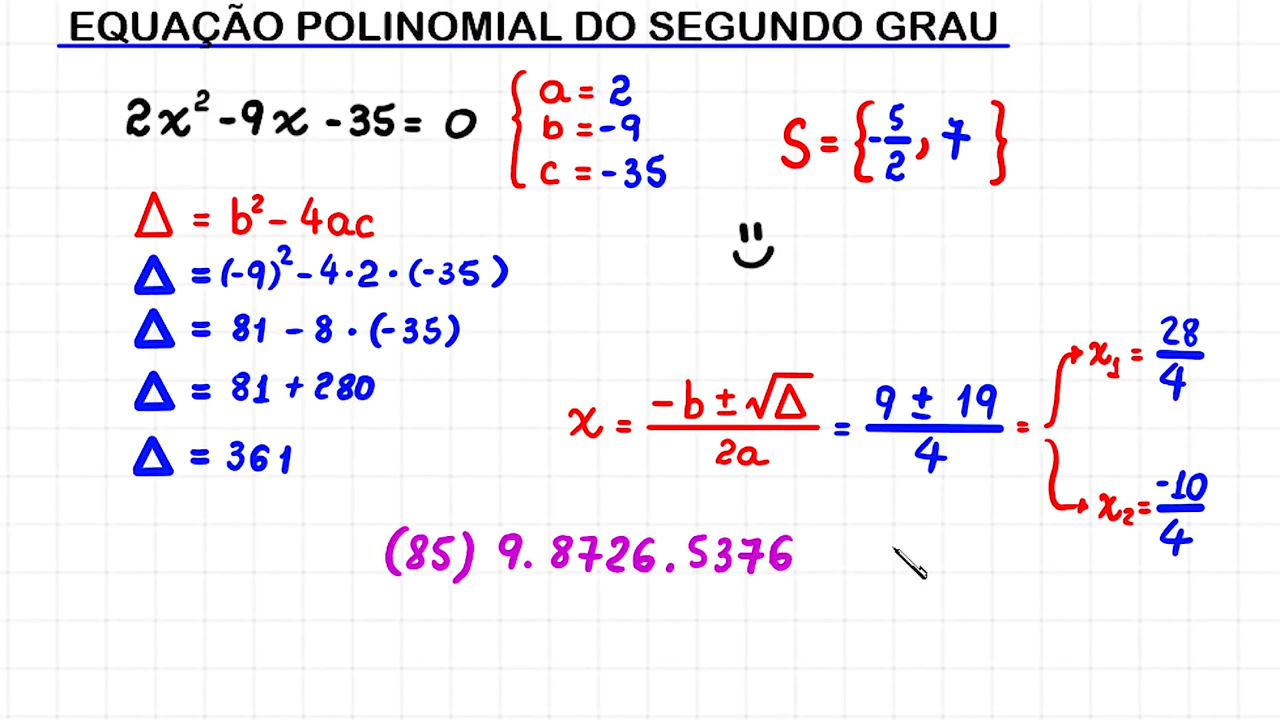 EQUAÇÃO POLINOMIAL DO SEGUNDO GRAU
2x² -9x -35 = 0
a = 2
b = -9
c = -35
S = {-5/2, 7}
Δ = b² - 4ac
Δ = (-9)² - 4·2·(-35)
Δ = 81 - 8·(-35)
Δ = 81 + 280
Δ = 361
x = (-b ± √Δ)/2a = (9 ± 19)/4 =
x₁ = 28/4
x₂ = -10/4
(85) 9.8726.5376